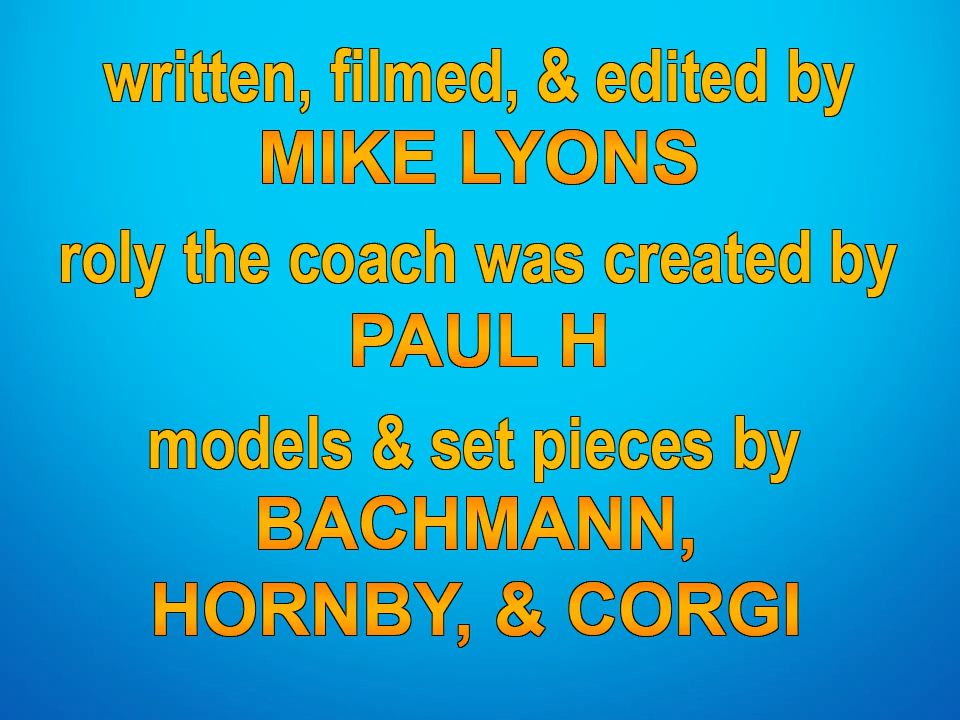 written, filmed, & edited by
MIKE LYONS
roly the coach was created by
PAUL H
models & set pieces by
BACHMANN,
HORNBY, & CORGI